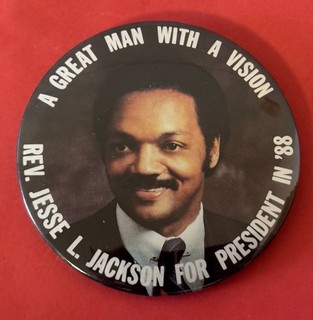 A GREAT MAN WITH A VISION
REV. JESSE L. JACKSON FOR PRESIDENT IN '88